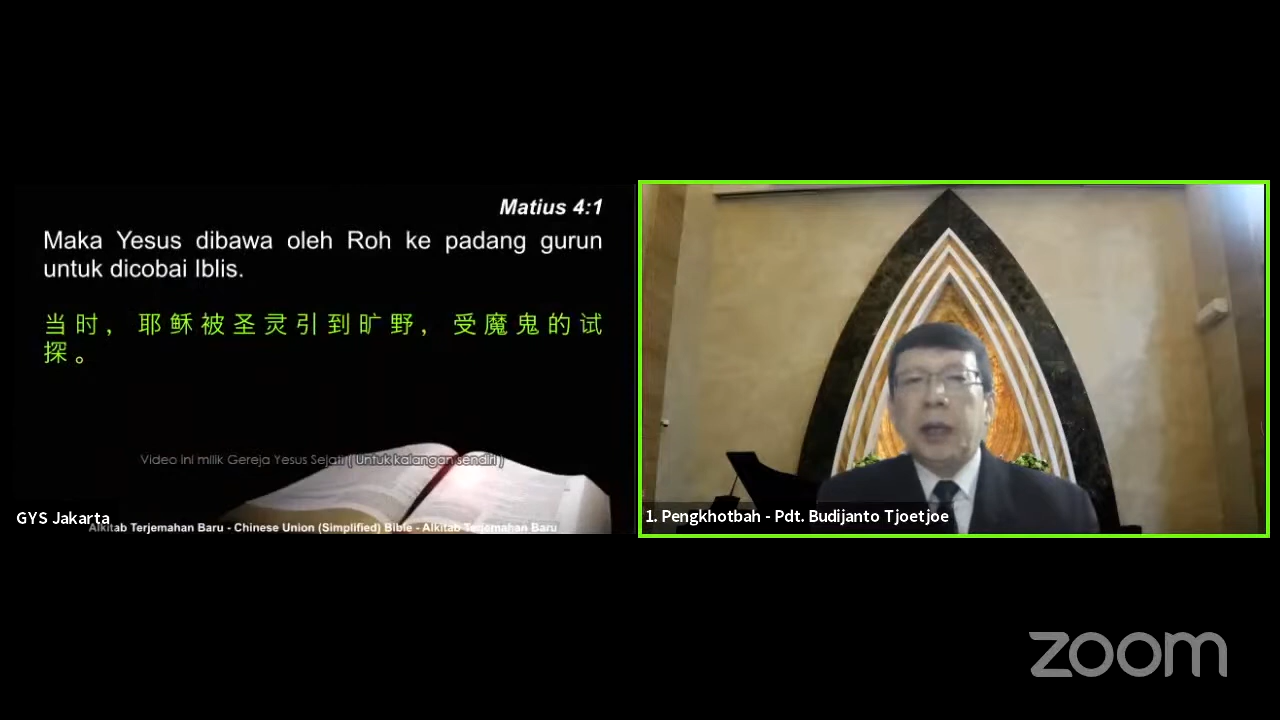 Matius 4:1
Maka Yesus dibawa oleh Roh ke padang gurun
untuk dicobai Iblis.
当时，耶稣被圣灵引到旷野，受魔鬼的试
探。
Video ini milik Gereja Yesus Sejati ( Untuk kalangan sendiri )
GYS Jakarta
Alkitab Terjemahan Baru - Chinese Union (Simplified) Bible - Alkitab Terjemahan Baru
1. Pengkhotbah - Pdt. Budijanto Tjoetjoe
zoom